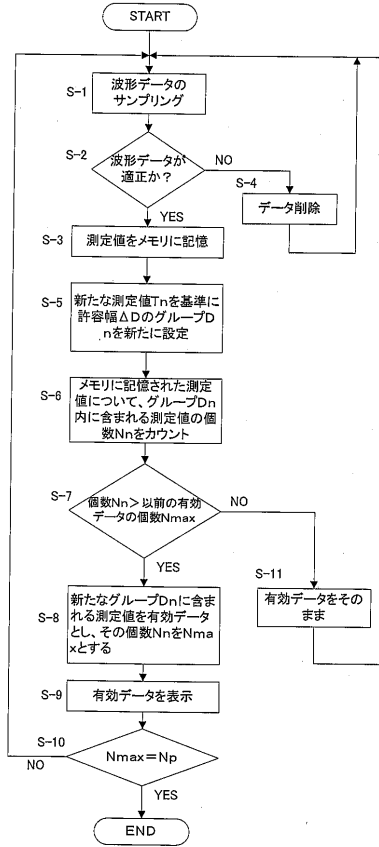 START
S-1
波形データの
サンプリング
S-2
波形データが
適正か?
NO
S-4
データ削除
YES
S-3
測定値をメモリに記憶
S-5
新たな測定値Tnを基準に
許容幅ΔDのグループD
nを新たに設定
S-6
メモリに記憶された測定
値について、グループDn
内に含まれる測定値の個
数Nnをカウント
S-7
個数Nn>以前の有効
データの個数Nmax
NO
S-11
有効データをその
まま
YES
S-8
新たなグループDnに含ま
れる測定値を有効データ
とし、その個数NnをNma
xとする
S-9
有効データを表示
S-10
Nmax=Np
NO
YES
END